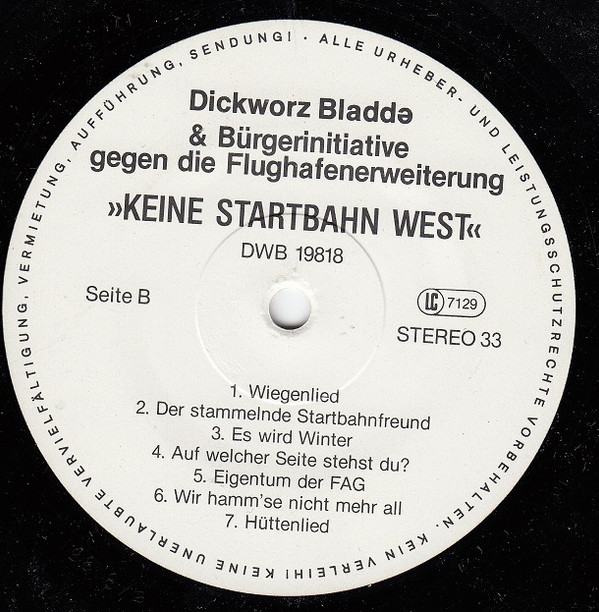 · ALLE URHEBER- UND LEISTUNGSSCHUTZRECHTE VORBEHALTEN. · KEIN VERLEIH! KEINE UNERLAUBTE VERVIELFÄLTIGUNG, VERMIETUNG, AUFFÜHRUNG, SENDUNG!
Dickworz Bladdə
& Bürgerinitiative
gegen die Flughafenerweiterung
»KEINE STARTBAHN WEST«
DWB 19818
Seite B
LC 7129
STEREO 33
1. Wiegenlied
2. Der stammelnde Startbahnfreund
3. Es wird Winter
4. Auf welcher Seite stehst du?
5. Eigentum der FAG
6. Wir hamm'se nicht mehr all
7. Hüttenlied